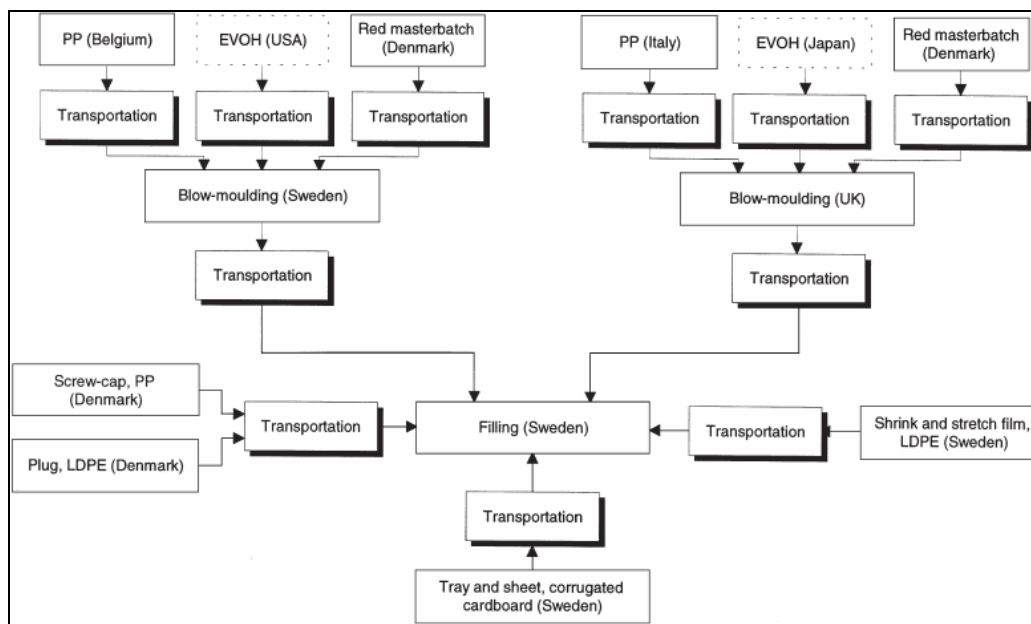 PP (Belgium)
EVOH (USA)
Red masterbatch
(Denmark)
PP (Italy)
EVOH (Japan)
Red masterbatch
(Denmark)
Transportation
Transportation
Transportation
Transportation
Transportation
Transportation
Blow-moulding (Sweden)
Blow-moulding (UK)
Transportation
Transportation
Screw-cap, PP
(Denmark)
Plug, LDPE (Denmark)
Transportation
Filling (Sweden)
Transportation
Shrink and stretch film,
LDPE (Sweden)
Transportation
Tray and sheet, corrugated
cardboard (Sweden)